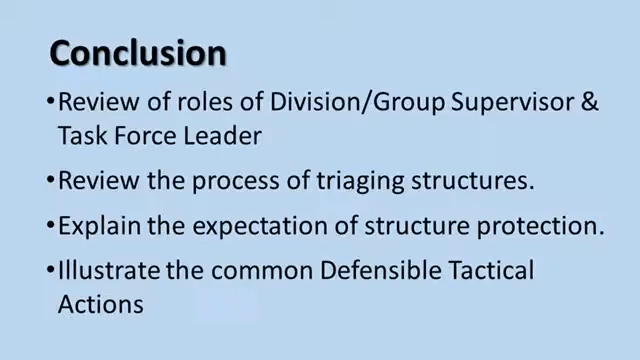 Conclusion
•Review of roles of Division/Group Supervisor &
Task Force Leader
•Review the process of triaging structures.
•Explain the expectation of structure protection.
•Illustrate the common Defensible Tactical
Actions